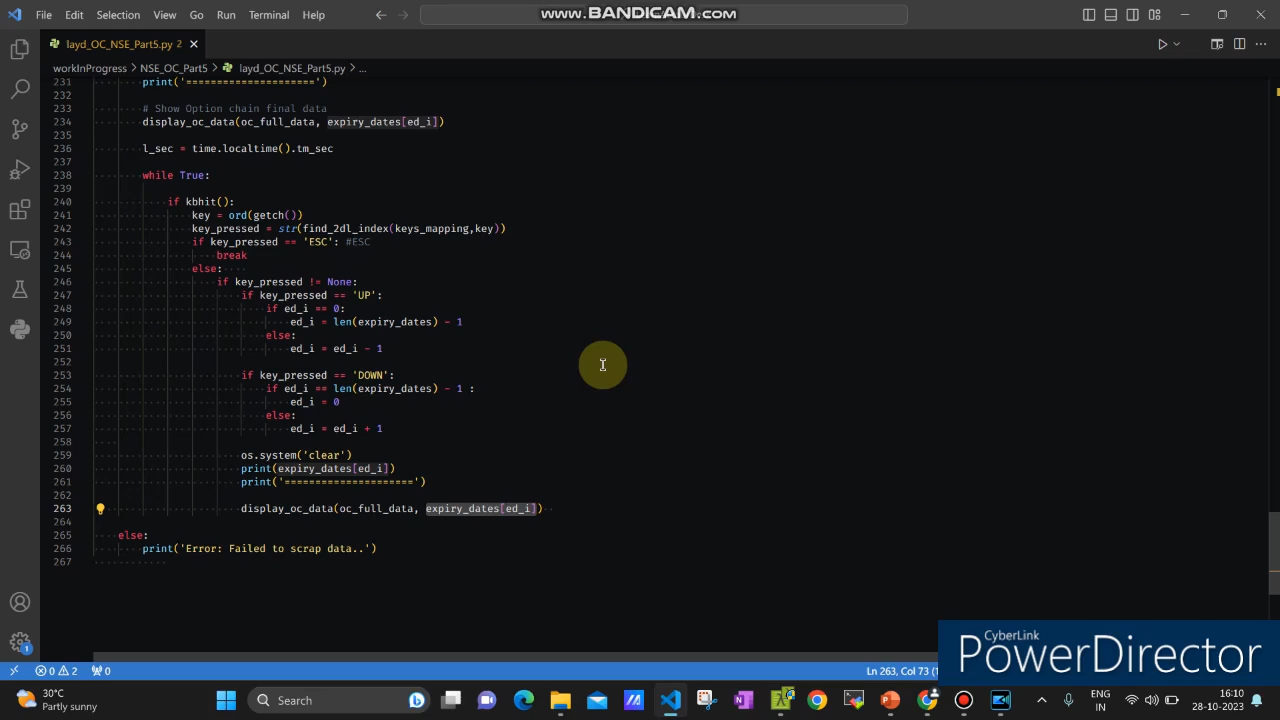 File Edit Selection View Go Run Terminal Help
www.BANDICAM.com
layd_OC_NSE_Part5.py 2
workInProgress > NSE_OC_Part5 > layd_OC_NSE_Part5.py > ...
231 print('=====================')
232
233 # Show Option chain final data
234 display_oc_data(oc_full_data, expiry_dates[ed_i])
235
236 l_sec = time.localtime().tm_sec
237
238 while True:
239
240 if kbhit():
241 key = ord(getch())
242 key_pressed = str(find_2dl_index(keys_mapping,key))
243 if key_pressed == 'ESC': #ESC
244 break
245 else:
246 if key_pressed != None:
247 if key_pressed == 'UP':
248 if ed_i == 0:
249 ed_i = len(expiry_dates) - 1
250 else:
251 ed_i = ed_i - 1
252
253 if key_pressed == 'DOWN':
254 if ed_i == len(expiry_dates) - 1 :
255 ed_i = 0
256 else:
257 ed_i = ed_i + 1
258
259 os.system('clear')
260 print(expiry_dates[ed_i])
261 print('=====================')
262
263 display_oc_data(oc_full_data, expiry_dates[ed_i])
264
265 else:
266 print('Error: Failed to scrap data..')
267
CyberLink
PowerDirector
0 2 0
Ln 263, Col 73 (1
30°C
Partly sunny
Search
ENG
IN
16:10
28-10-2023